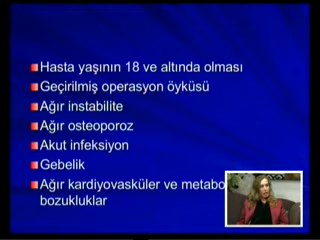 Hasta yaşının 18 ve altında olması
Geçirilmiş operasyon öyküsü
Ağır instabilite
Ağır osteoporoz
Akut infeksiyon
Gebelik
Ağır kardiyovasküler ve metabo
bozukluklar